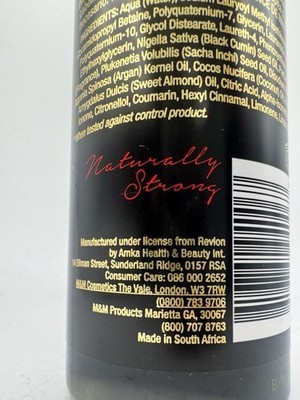 INGREDIENTS: Aqua (Water), Sodium Lauroyl Methyl
propyl Betaine, Polyquaternium-7, Glycerin,
Polyquaternium-10, Glycol Distearate, Laureth-4,
Ethylhexylglycerin, Nigella Sativa (Black Cumin) Seed Oil,
Plukenetia Volubilis (Sacha Inchi) Seed Oil,
Spinosa (Argan) Kernel Oil, Cocos Nucifera (Coconut)
Amygdalus Dulcis (Sweet Almond) Oil, Citric Acid, Alpha-I
Ionone, Citronellol, Coumarin, Hexyl Cinnamal, Limonene,
*When tested against control product.
Naturally
Strong
Manufactured under license from Revlon
by Amka Health & Beauty Int.
14 Ellman Street, Sunderland Ridge, 0157 RSA
Consumer Care: 086 000 2652
M&M Cosmetics The Vale, London. W3 7RW
(0800) 783 9706
M&M Products Marietta GA, 30067
(800) 707 8763
Made in South Africa